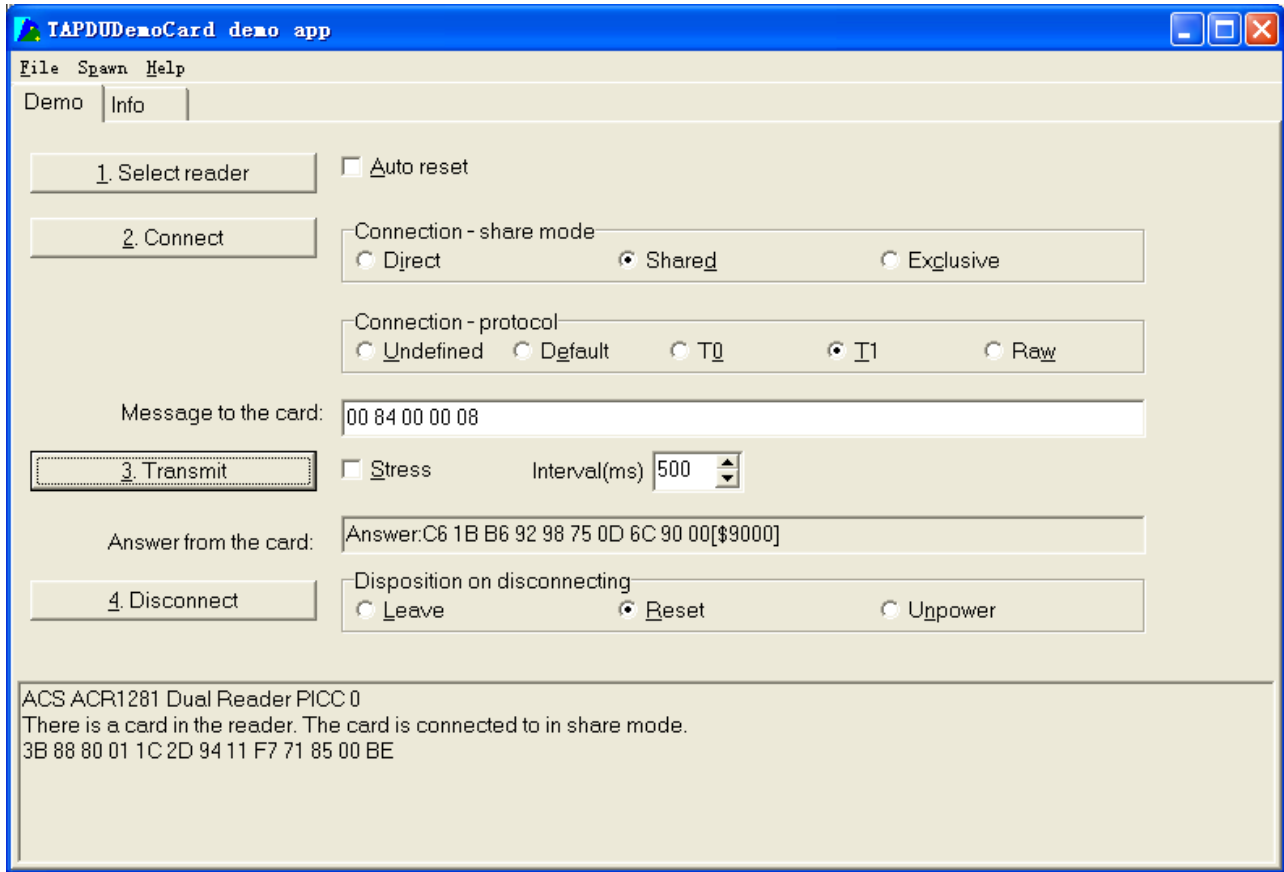 TAPDUDemoCard demo app
File Spawn Help
Demo Info
1. Select reader Auto reset
2. Connect Connection - share mode
Direct Shared Exclusive
Connection - protocol
Undefined Default T0 T1 Raw
Message to the card: 00 84 00 00 08
3. Transmit Stress Interval(ms) 500
Answer from the card: Answer:C6 1B B6 92 98 75 0D 6C 90 00[$9000]
4. Disconnect Disposition on disconnecting
Leave Reset Unpower
ACS ACR1281 Dual Reader PICC 0
There is a card in the reader. The card is connected to in share mode.
3B 88 80 01 1C 2D 94 11 F7 71 85 00 BE